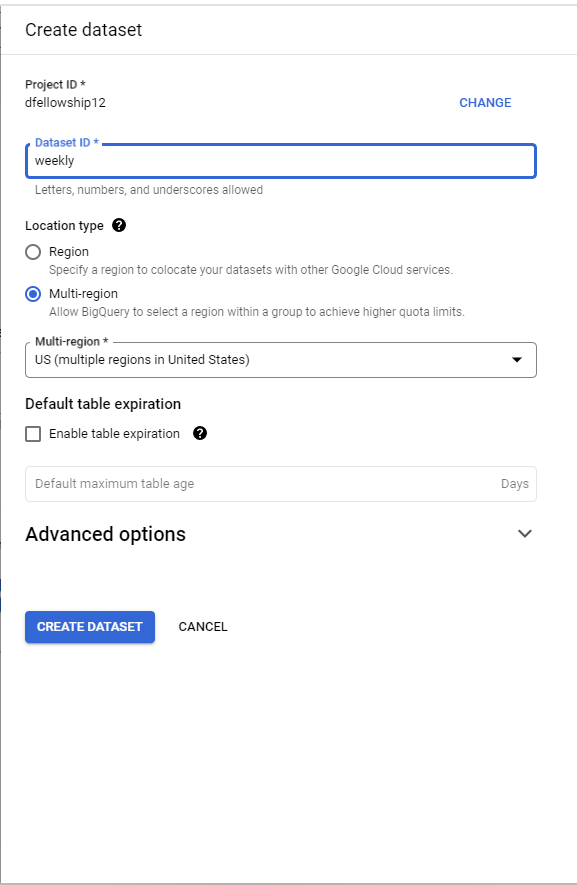 Create dataset
Project ID *
dfellowship12
CHANGE
Dataset ID *
weekly
Letters, numbers, and underscores allowed
Location type ?
Region
Specify a region to colocate your datasets with other Google Cloud services.
Multi-region
Allow BigQuery to select a region within a group to achieve higher quota limits.
Multi-region *
US (multiple regions in United States)
Default table expiration
Enable table expiration ?
Default maximum table age Days
Advanced options
CREATE DATASET CANCEL